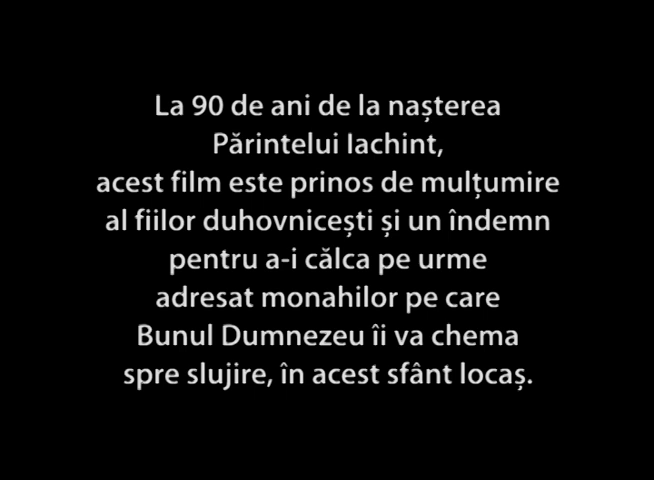 La 90 de ani de la nașterea
Părintelui Iachint,
acest film este prinos de mulțumire
al fiilor duhovnicești și un îndemn
pentru a-i călca pe urme
adresat monahilor pe care
Bunul Dumnezeu îi va chema
spre slujire, în acest sfânt locaș.